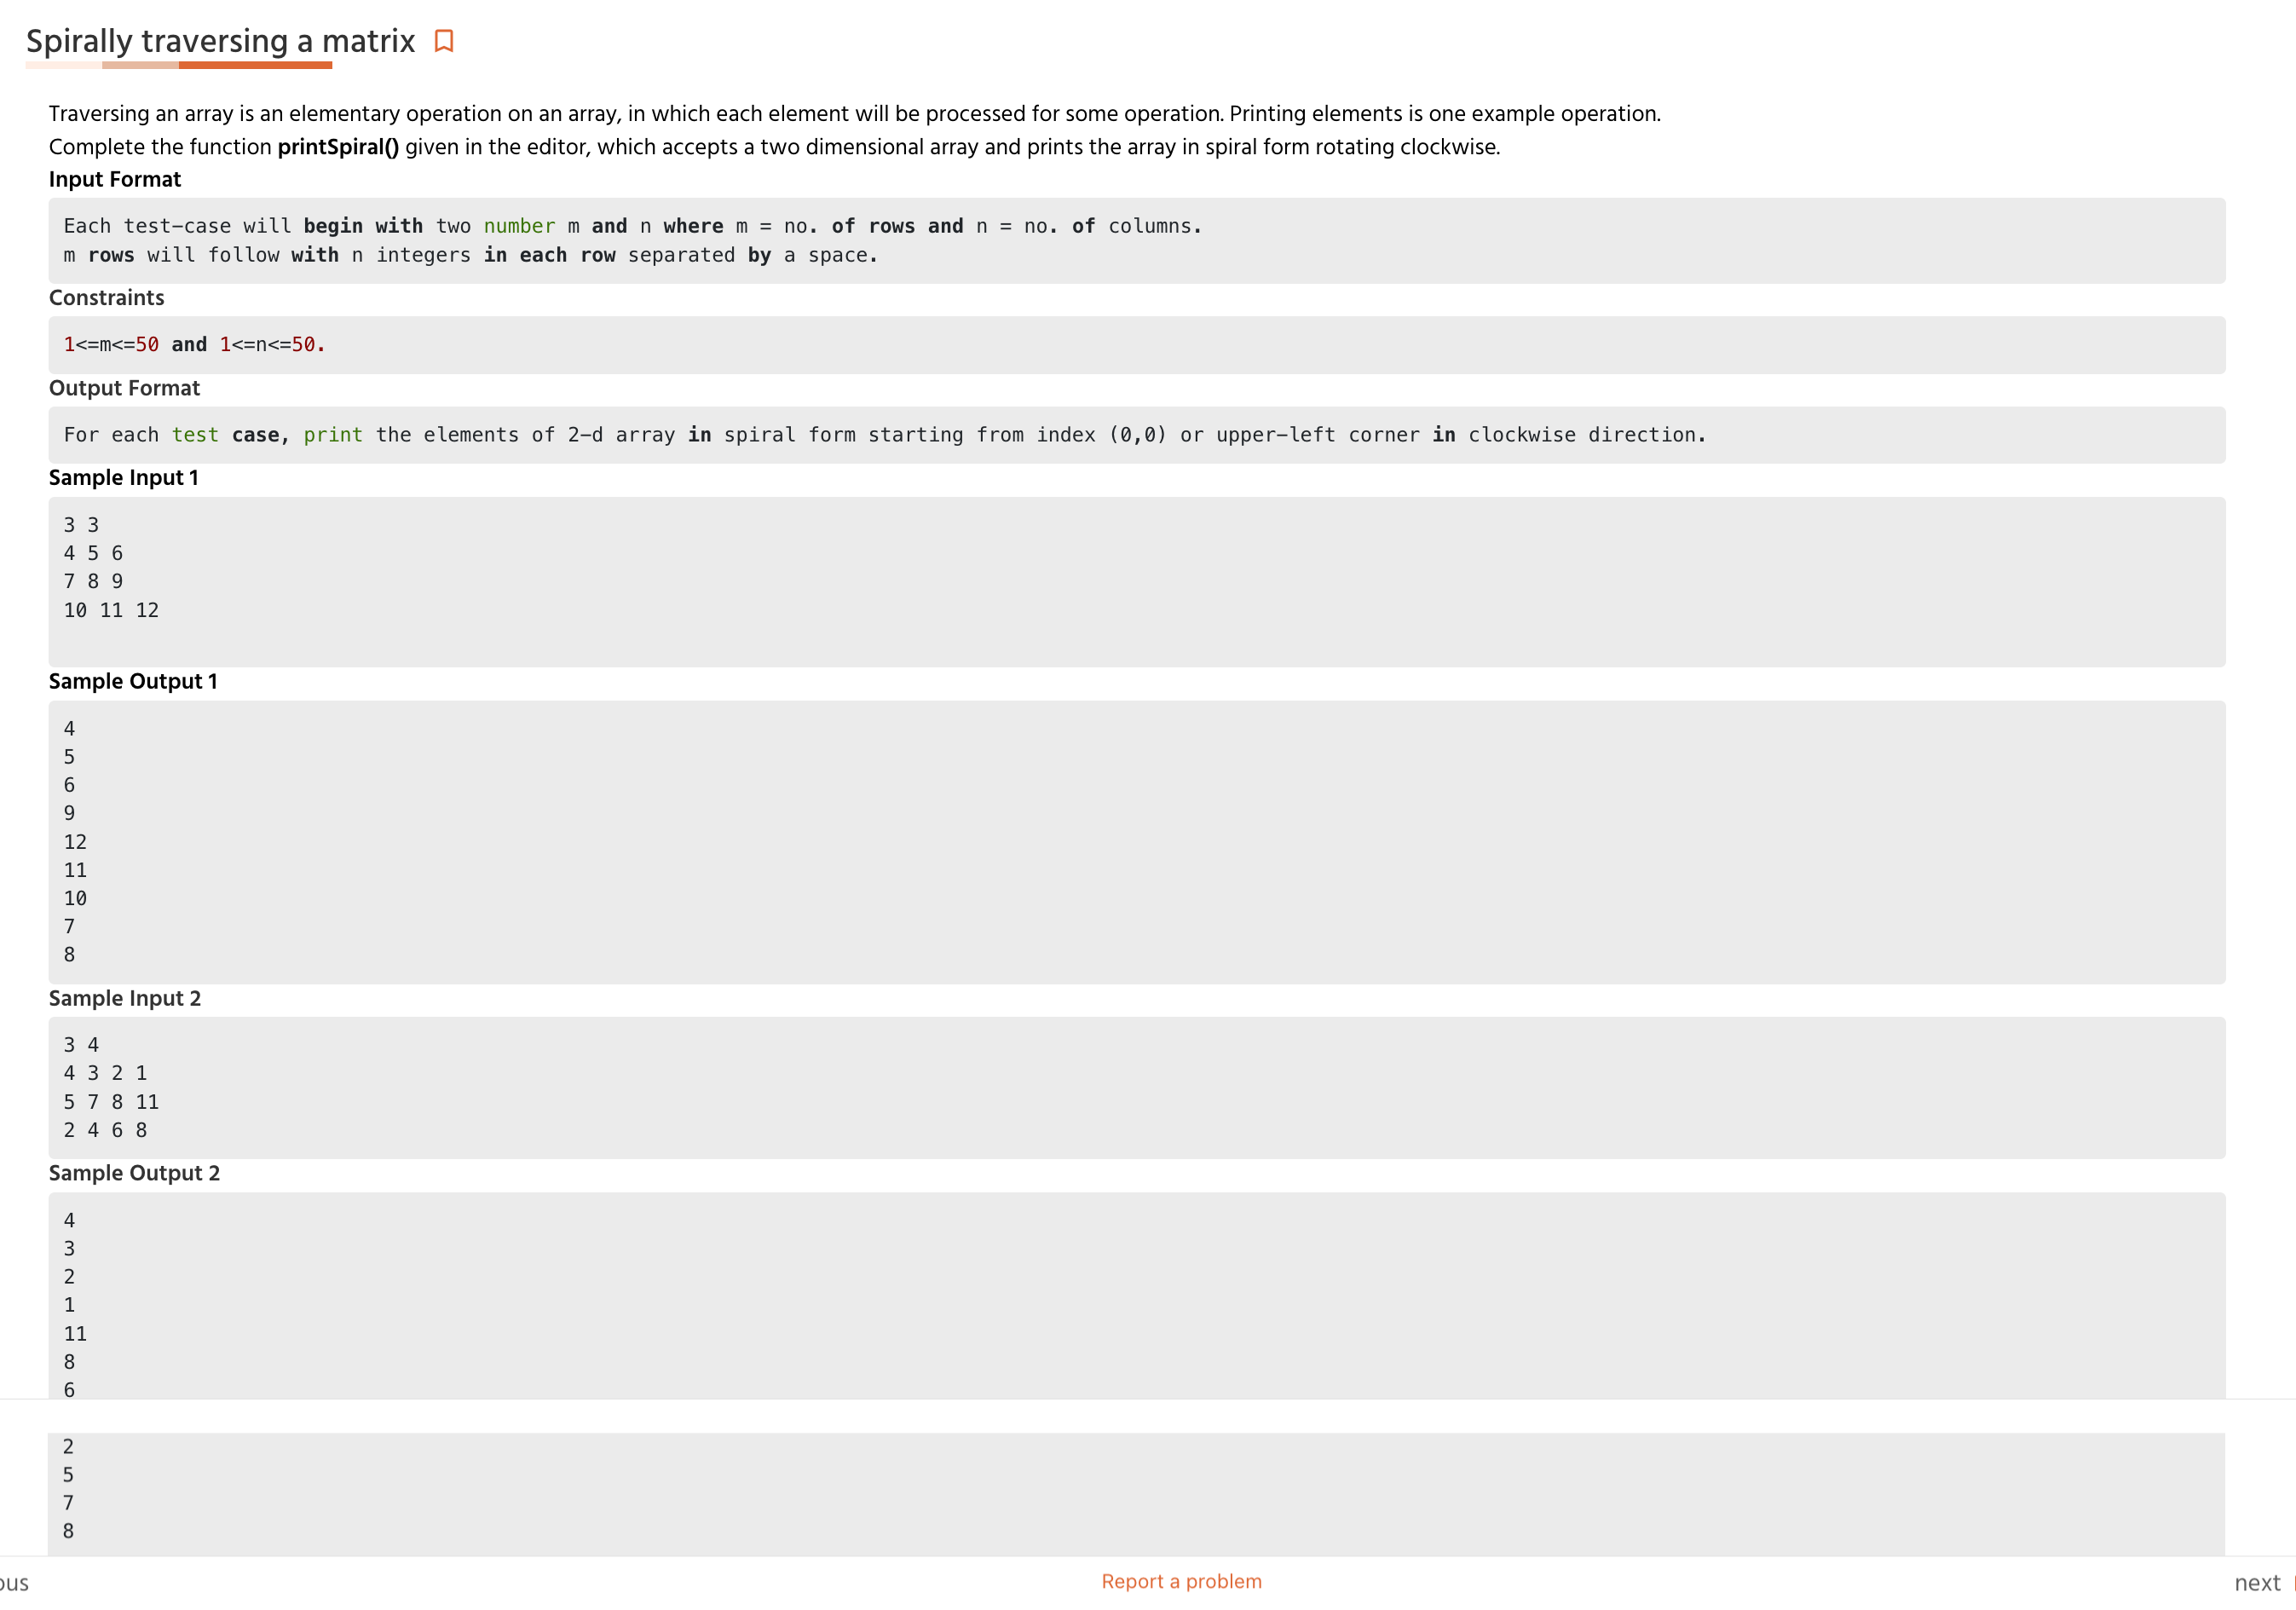 Spirally traversing a matrix
Traversing an array is an elementary operation on an array, in which each element will be processed for some operation. Printing elements is one example operation.
Complete the function printSpiral() given in the editor, which accepts a two dimensional array and prints the array in spiral form rotating clockwise.
Input Format
Each test-case will begin with two number m and n where m = no. of rows and n = no. of columns.
m rows will follow with n integers in each row separated by a space.
Constraints
1<=m<=50 and 1<=n<=50.
Output Format
For each test case, print the elements of 2-d array in spiral form starting from index (0,0) or upper-left corner in clockwise direction.
Sample Input 1
3 3
4 5 6
7 8 9
10 11 12
Sample Output 1
4
5
6
9
12
11
10
7
8
Sample Input 2
3 4
4 3 2 1
5 7 8 11
2 4 6 8
Sample Output 2
4
3
2
1
11
8
6
2
5
7
8
ous
Report a problem
next